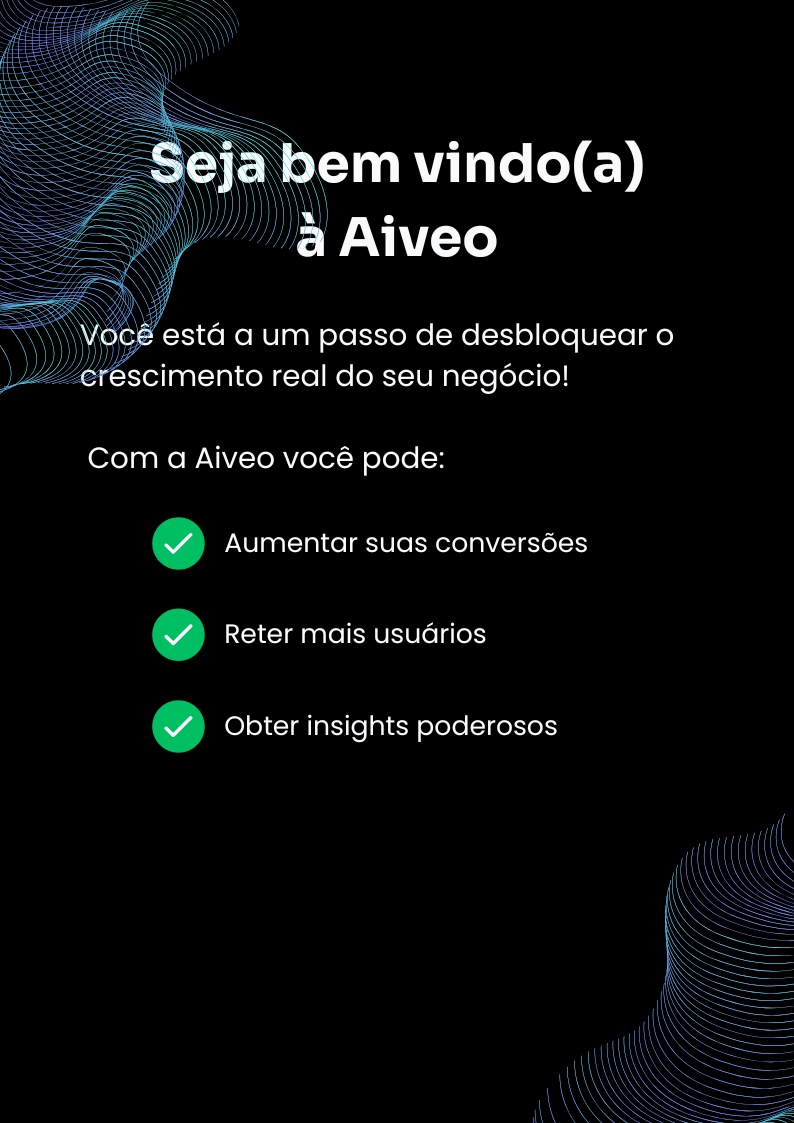 Seja bem vindo(a)
à Aiveo
Você está a um passo de desbloquear o
crescimento real do seu negócio!
Com a Aiveo você pode:
Aumentar suas conversões
Reter mais usuários
Obter insights poderosos